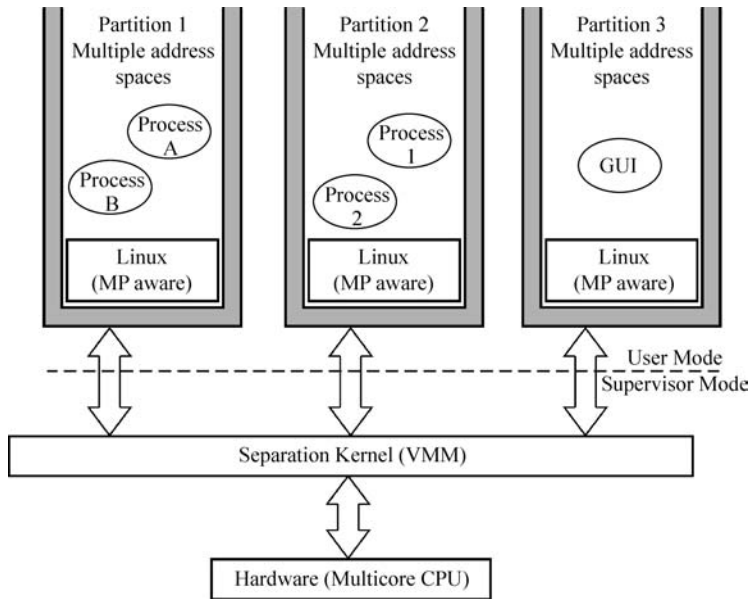 Partition 1
Multiple address
spaces
Process
A
Process
B
Linux
(MP aware)
Partition 2
Multiple address
spaces
Process
1
Process
2
Linux
(MP aware)
Partition 3
Multiple address
spaces
GUI
Linux
(MP aware)
User Mode
Supervisor Mode
Separation Kernel (VMM)
Hardware (Multicore CPU)